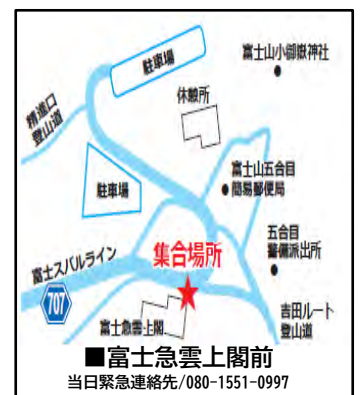 駐車場
富士山小御嶽神社
休憩所
精進口
登山道
富士山五合目
簡易郵便局
駐車場
五合目
警備派出所
富士スバルライン
集合場所
707
富士急雲上閣
吉田ルート
登山道
■富士急雲上閣前
当日緊急連絡先/080-1551-0997